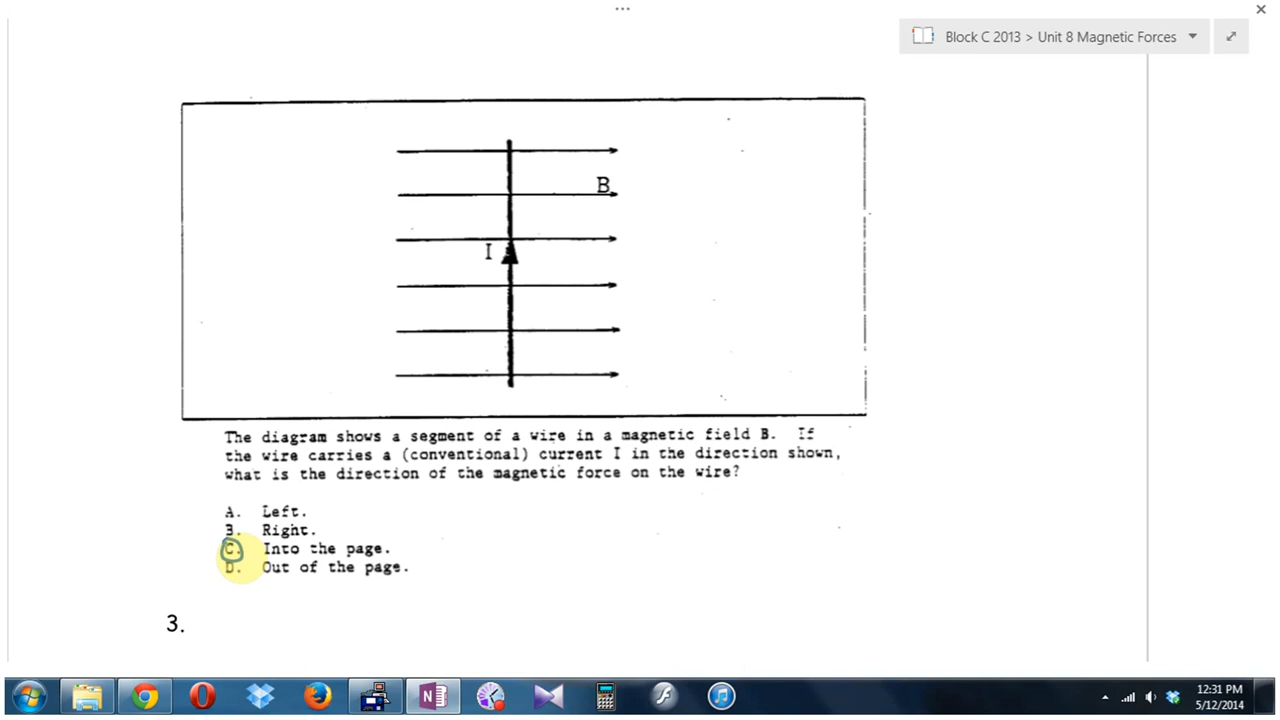 Block C 2013 > Unit 8 Magnetic Forces
B
I
The diagram shows a segment of a wire in a magnetic field B. If
the wire carries a (conventional) current I in the direction shown,
what is the direction of the magnetic force on the wire?
A. Left.
B. Right.
C. Into the page.
D. Out of the page.
3.
12:31 PM
5/12/2014